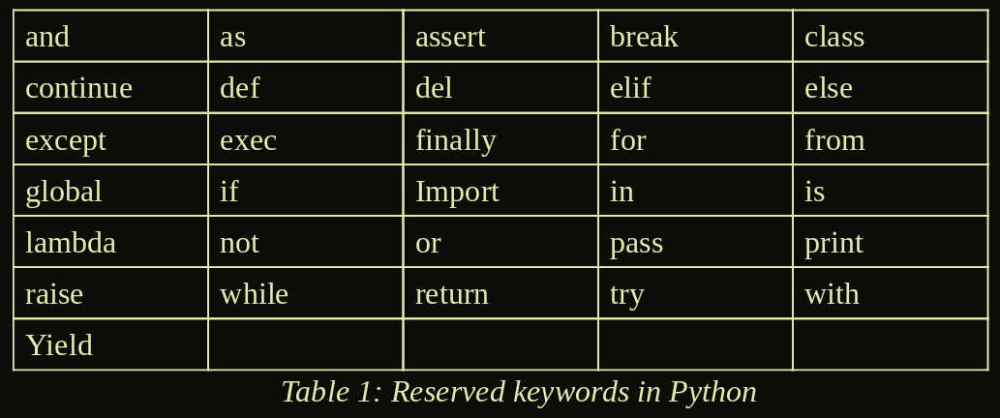 and as assert break class
continue def del elif else
except exec finally for from
global if Import in is
lambda not or pass print
raise while return try with
Yield
Table 1: Reserved keywords in Python